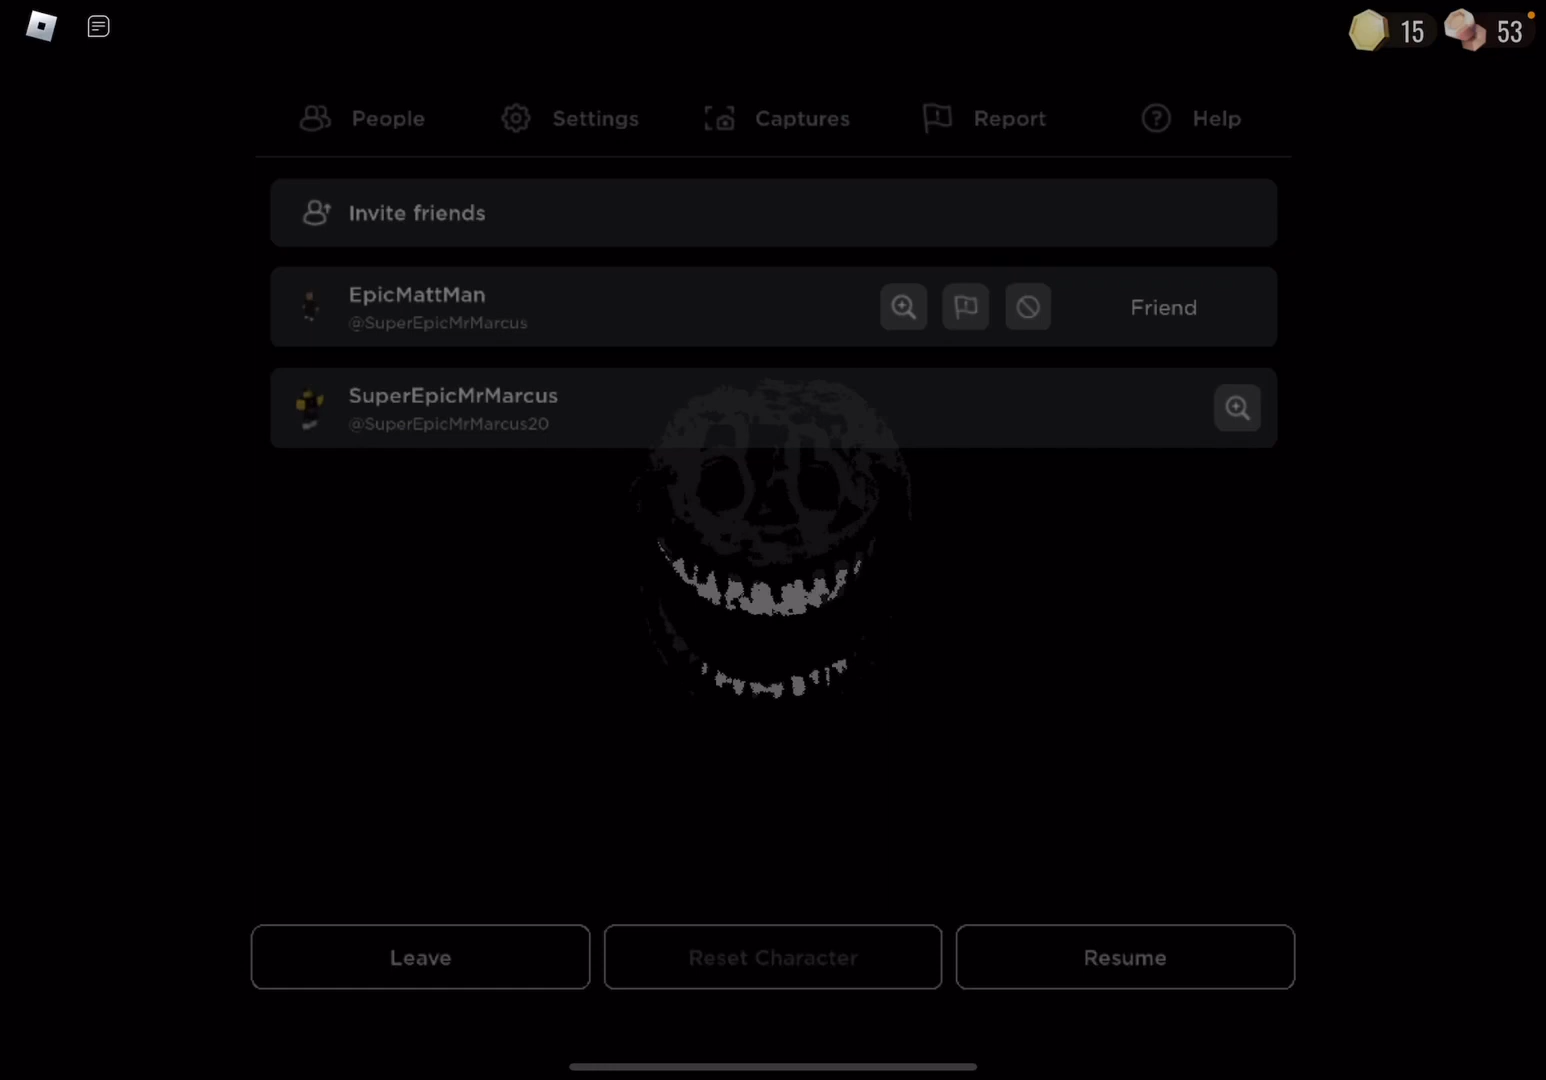 15
53
People
Settings
Captures
Report
Help
Invite friends
EpicMattMan
@SuperEpicMrMarcus
Friend
SuperEpicMrMarcus
@SuperEpicMrMarcus20
Leave
Reset Character
Resume